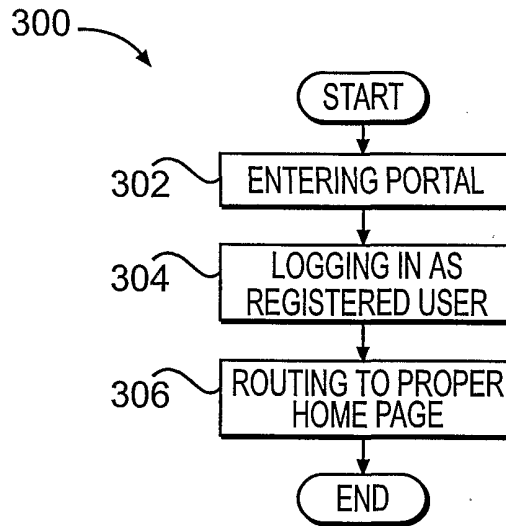 300
START
302
ENTERING PORTAL
304
LOGGING IN AS
REGISTERED USER
306
ROUTING TO PROPER
HOME PAGE
END